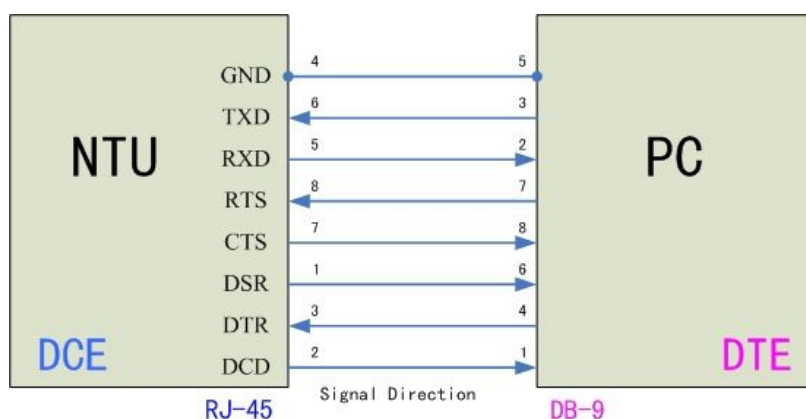 GND 4 5
TXD 6 3
NTU RXD 5 2 PC
RTS 8 7
CTS 7 8
DSR 1 6
DTR 3 4
DCE DCD 2 1 DTE
RJ-45 Signal Direction DB-9